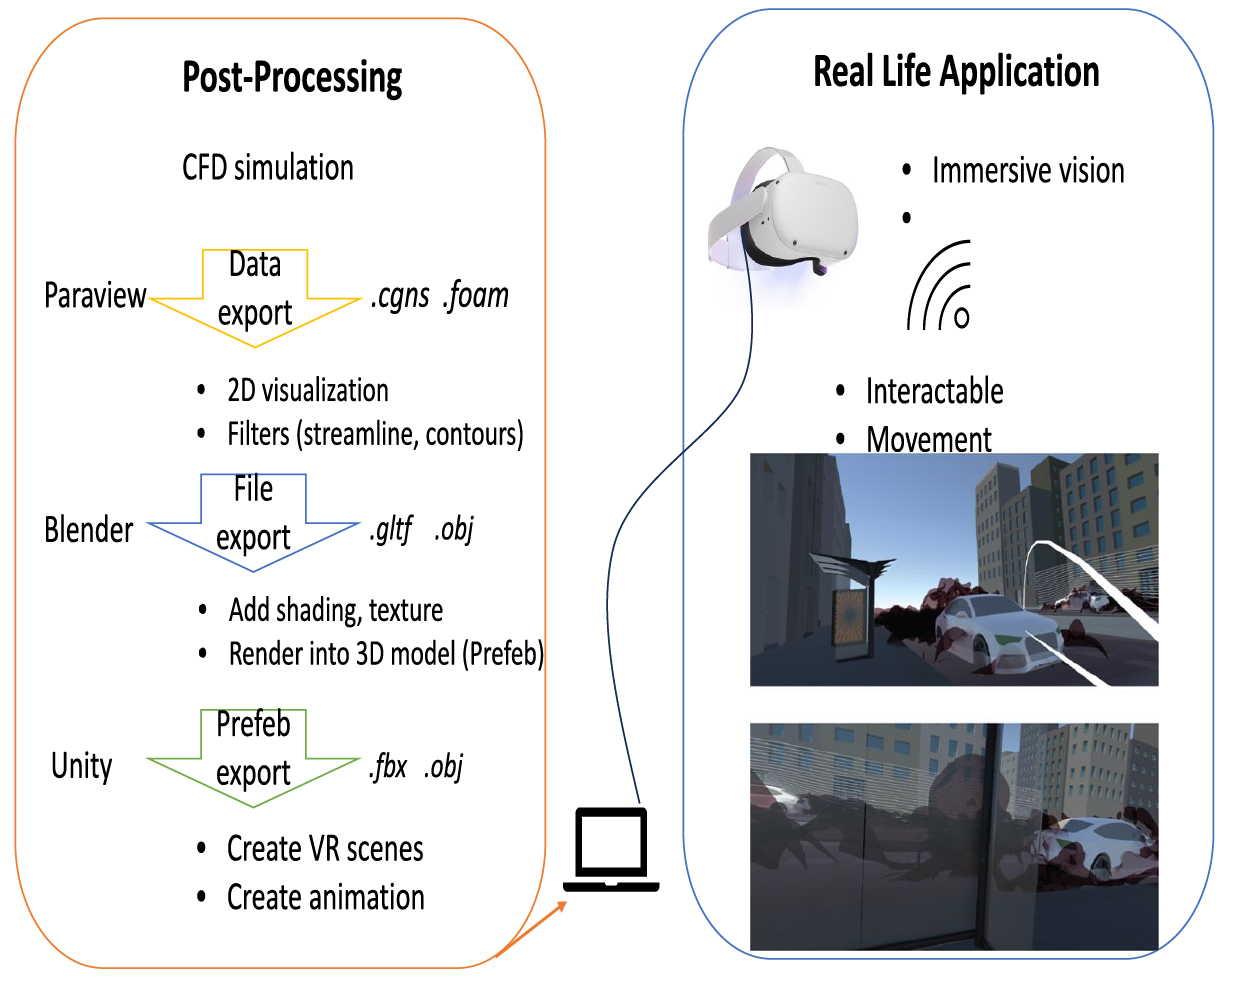 Post-Processing
CFD simulation
Data
export
Paraview
.cgns .foam
• 2D visualization
• Filters (streamline, contours)
File
export
Blender
.gltf .obj
• Add shading, texture
• Render into 3D model (Prefeb)
Prefeb
export
Unity
.fbx .obj
• Create VR scenes
• Create animation
Real Life Application
• Immersive vision
•
• Interactable
• Movement